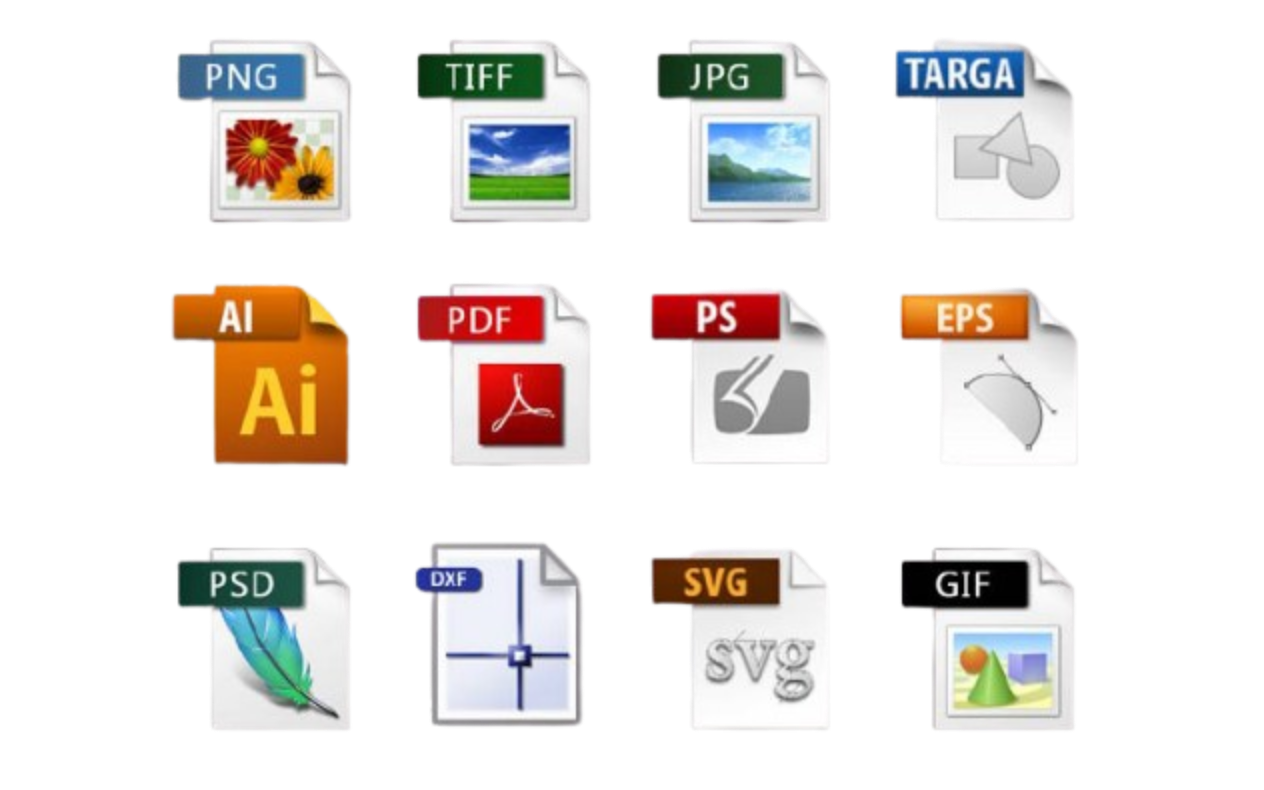 PNG
TIFF
JPG
TARGA
AI
Ai
PDF
PS
EPS
PSD
DXF
SVG
svg
GIF